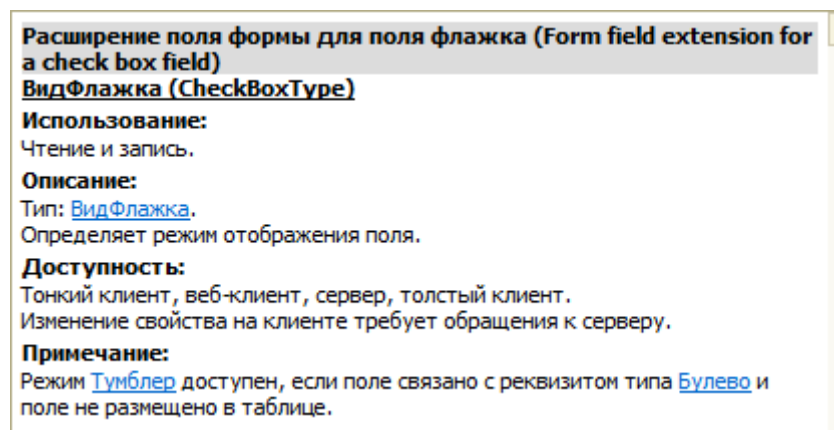 Расширение поля формы для поля флажка (Form field extension for
a check box field)
ВидФлажка (CheckBoxType)
Использование:
Чтение и запись.
Описание:
Тип: ВидФлажка.
Определяет режим отображения поля.
Доступность:
Тонкий клиент, веб-клиент, сервер, толстый клиент.
Изменение свойства на клиенте требует обращения к серверу.
Примечание:
Режим Тумблер доступен, если поле связано с реквизитом типа Булево и
поле не размещено в таблице.